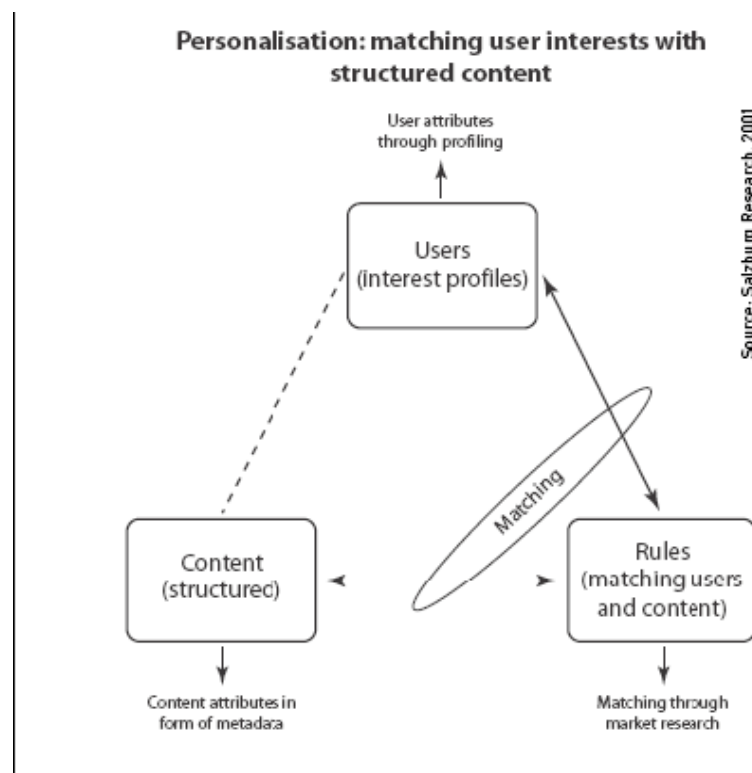 Personalisation: matching user interests with
structured content
User attributes
through profiling
Source: Salzburg Research, 2001
Users
(interest profiles)
Matching
Content
(structured)
Rules
(matching users
and content)
Content attributes in
form of metadata
Matching through
market research